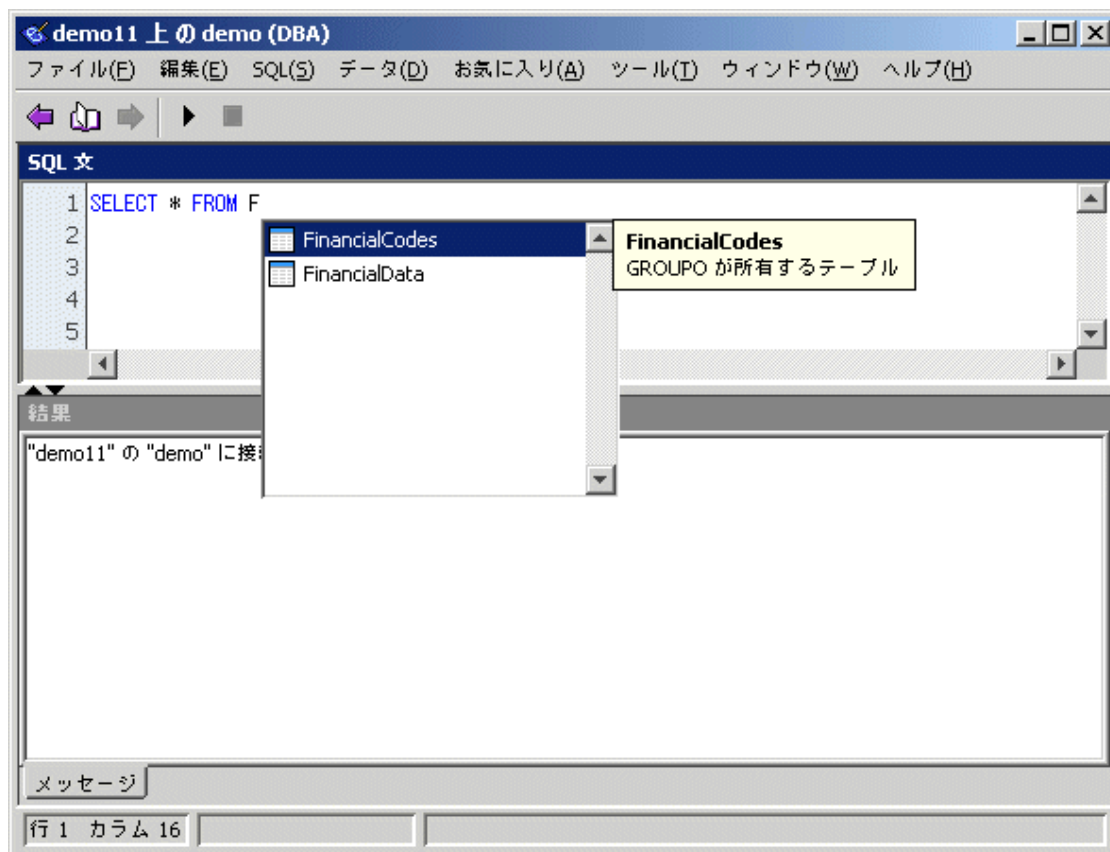 demo11 上 の demo (DBA)
ファイル(F) 編集(E) SQL(S) データ(D) お気に入り(A) ツール(T) ウィンドウ(W) ヘルプ(H)
SQL 文
1 SELECT * FROM F
2
3
4
5
FinancialCodes
FinancialData
FinancialCodes
GROUPO が所有するテーブル
結果
"demo11" の "demo" に接
メッセージ
行 1 カラム 16